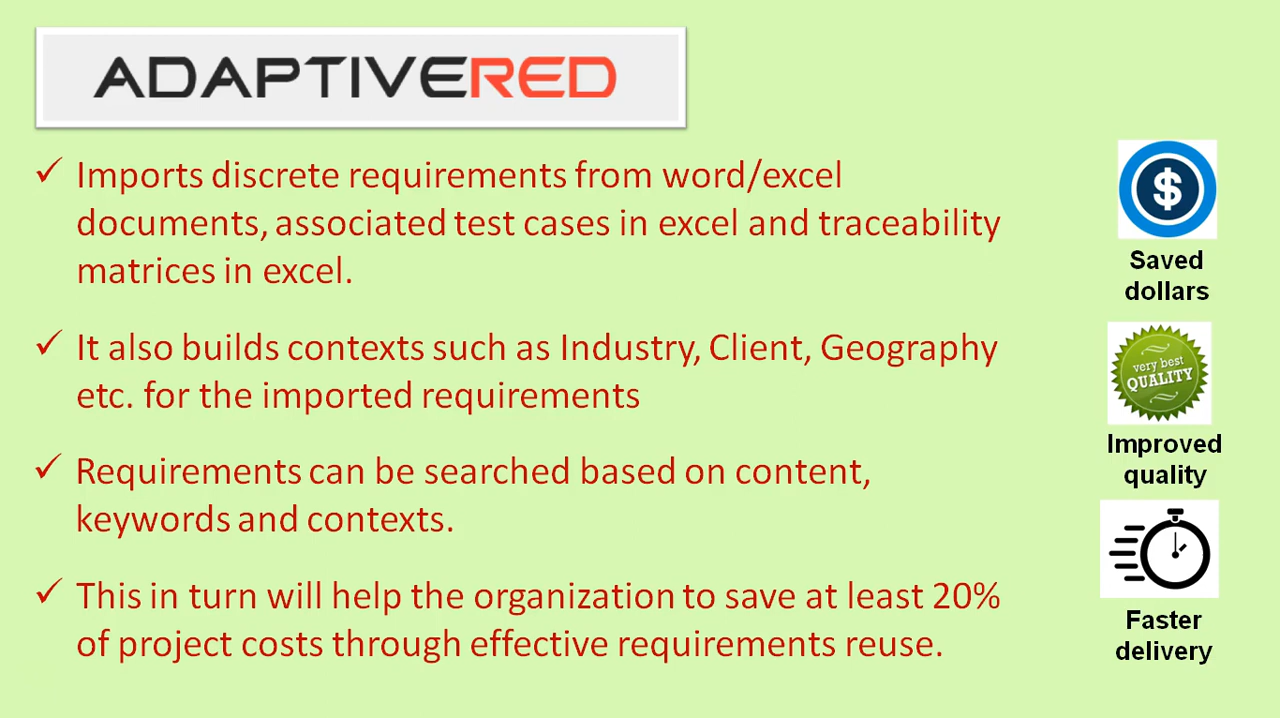 ADAPTIVERED
✓ Imports discrete requirements from word/excel
documents, associated test cases in excel and traceability
matrices in excel.
✓ It also builds contexts such as Industry, Client, Geography
etc. for the imported requirements
✓ Requirements can be searched based on content,
keywords and contexts.
✓ This in turn will help the organization to save at least 20%
of project costs through effective requirements reuse.
$
Saved
dollars
very best
QUALITY
Improved
quality
Faster
delivery